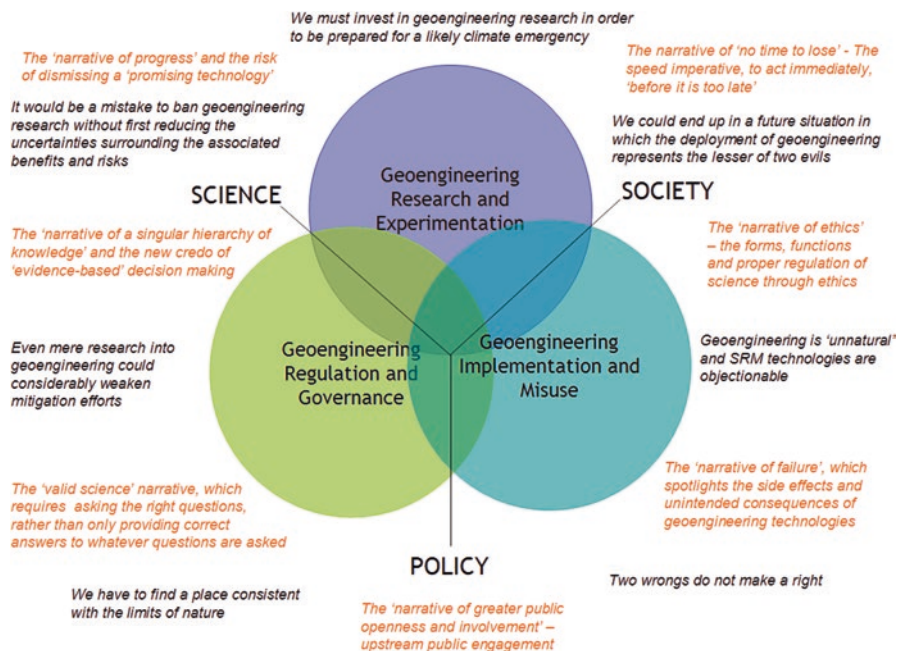 We must invest in geoengineering research in order
to be prepared for a likely climate emergency
The ‘narrative of progress’ and the risk
of dismissing a ‘promising technology’
It would be a mistake to ban geoengineering
research without first reducing the
uncertainties surrounding the associated
benefits and risks
The narrative of ‘no time to lose’ - The
speed imperative, to act immediately,
‘before it is too late’
We could end up in a future situation in
which the deployment of geoengineering
represents the lesser of two evils
Geoengineering
Research and
Experimentation
SCIENCE
SOCIETY
The ‘narrative of a singular hierarchy of
knowledge’ and the new credo of
‘evidence-based’ decision making
The ‘narrative of ethics’
– the forms, functions
and proper regulation of
science through ethics
Even mere research into
geoengineering could
considerably weaken
mitigation efforts
Geoengineering
Regulation and
Governance
Geoengineering
Implementation and
Misuse
Geoengineering is ‘unnatural’
and SRM technologies are
objectionable
The ‘valid science’ narrative, which
requires asking the right questions,
rather than only providing correct
answers to whatever questions are asked
The ‘narrative of failure’, which
spotlights the side effects and
unintended consequences of
geoengineering technologies
POLICY
We have to find a place consistent
with the limits of nature
The ‘narrative of greater public
openness and involvement’ –
upstream public engagement
Two wrongs do not make a right